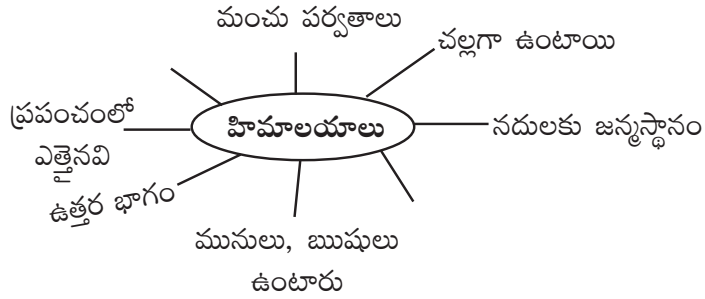 మంచు పర్వతాలు
చల్లగా ఉంటాయి
ప్రపంచంలో
ఎత్తైనవి
హిమాలయాలు
నదులకు జన్మస్థానం
ఉత్తర భాగం
మునులు, ఋషులు
ఉంటారు